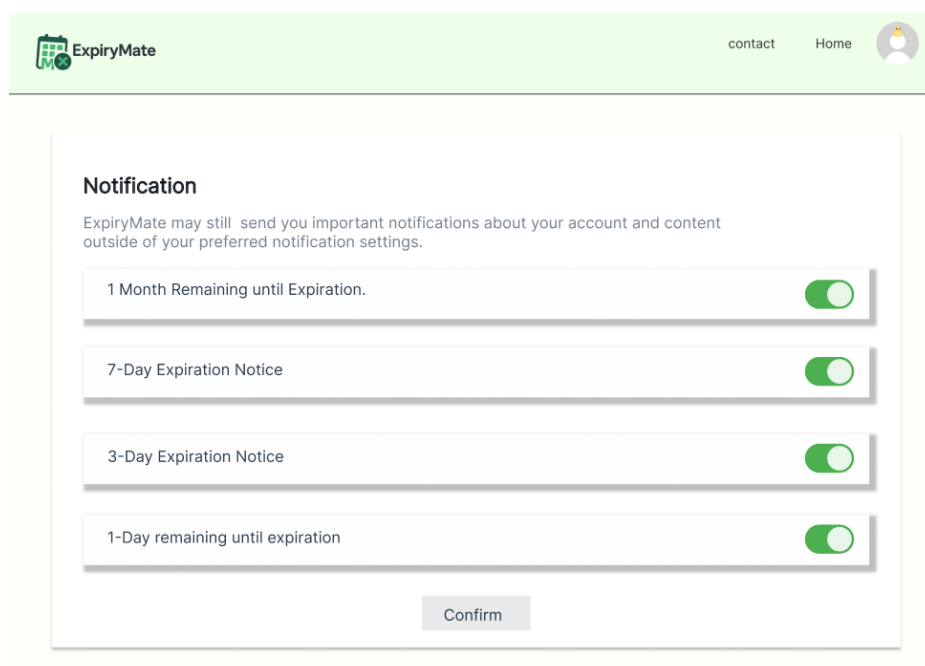 ExpiryMate
contact
Home
Notification
ExpiryMate may still  send you important notifications about your account and content
outside of your preferred notification settings.
1 Month Remaining until Expiration.
7-Day Expiration Notice
3-Day Expiration Notice
1-Day remaining until expiration
Confirm